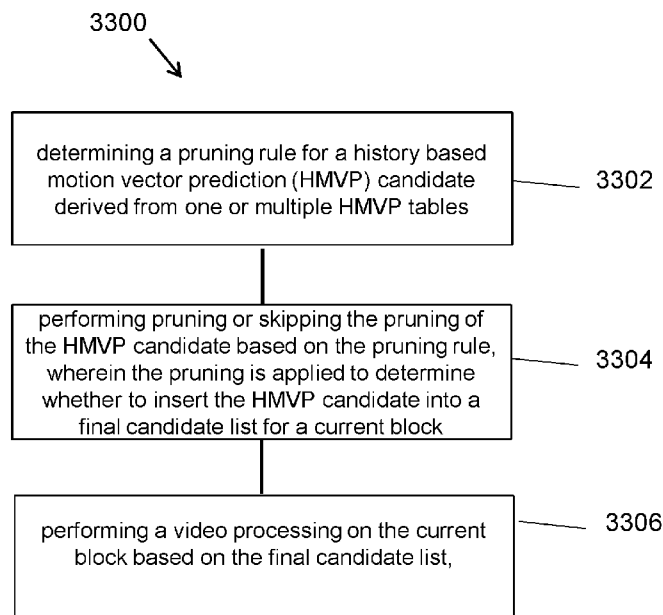 3300
determining a pruning rule for a history based
motion vector prediction (HMVP) candidate
derived from one or multiple HMVP tables
3302
performing pruning or skipping the pruning of
the HMVP candidate based on the pruning rule,
wherein the pruning is applied to determine
whether to insert the HMVP candidate into a
final candidate list for a current block
3304
performing a video processing on the current
block based on the final candidate list,
3306